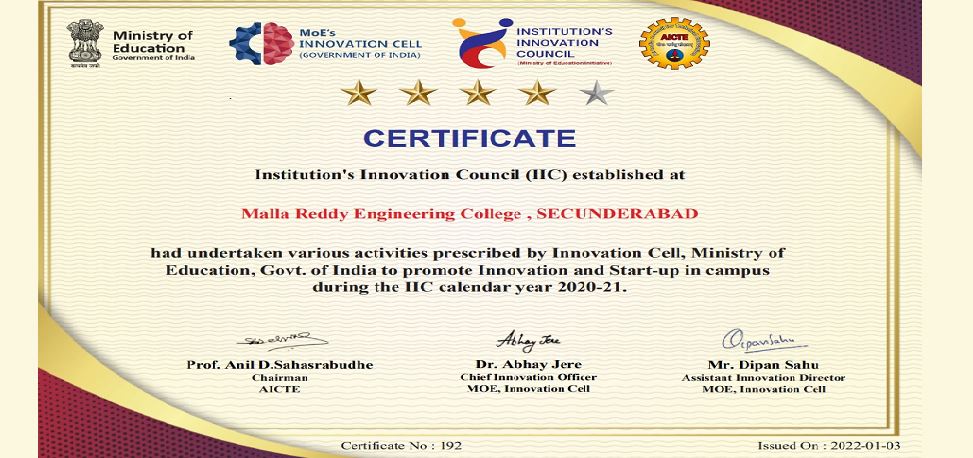 Ministry of
Education
Government of India
MoE's
INNOVATION CELL
(GOVERNMENT OF INDIA)
INSTITUTION'S
INNOVATION
COUNCIL
(Ministry of Education Initiative)
AICTE
CERTIFICATE
Institution's Innovation Council (IIC) established at
Malla Reddy Engineering College , SECUNDERABAD
had undertaken various activities prescribed by Innovation Cell, Ministry of
Education, Govt. of India to promote Innovation and Start-up in campus
during the IIC calendar year 2020-21.
Abhay Jere
Dipan Sahu
Prof. Anil D.Sahasrabudhe
Chairman
AICTE
Dr. Abhay Jere
Chief Innovation Officer
MOE, Innovation Cell
Mr. Dipan Sahu
Assistant Innovation Director
MOE, Innovation Cell
Certificate No : 192
Issued On : 2022-01-03